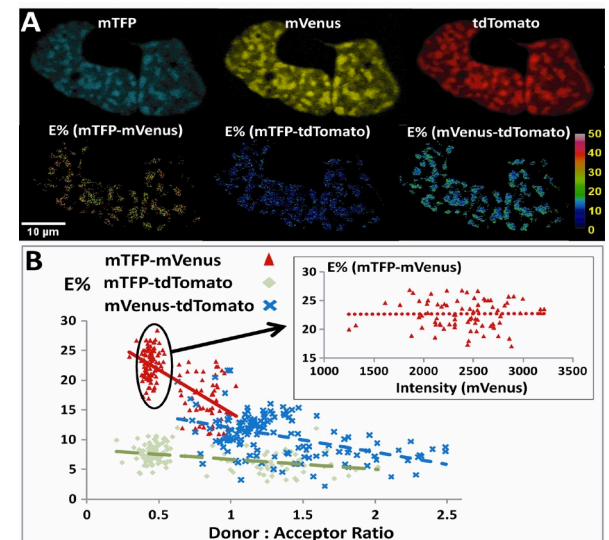 A
mTFP mVenus tdTomato
E% (mTFP-mVenus) E% (mTFP-tdTomato) E% (mVenus-tdTomato)
50
40
30
20
10
0
10 µm
B
mTFP-mVenus
E% mTFP-tdTomato
mVenus-tdTomato
E% (mTFP-mVenus)
30
25
20
15
1000 1500 2000 2500 3000 3500
Intensity (mVenus)
30
25
20
15
10
5
0
0 0.5 1 1.5 2 2.5
Donor : Acceptor Ratio